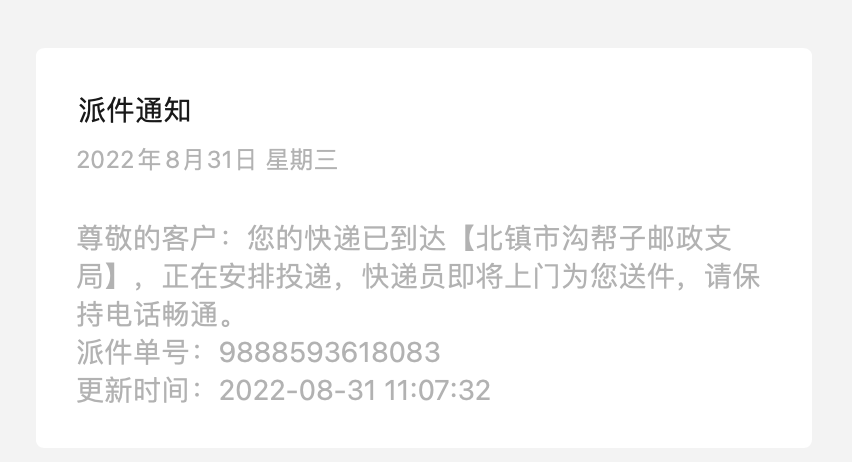 派件通知
2022年8月31日 星期三
尊敬的客户：您的快递已到达【北镇市沟帮子邮政支
局】，正在安排投递，快递员即将上门为您送件，请保
持电话畅通。
派件单号：9888593618083
更新时间：2022-08-31 11:07:32